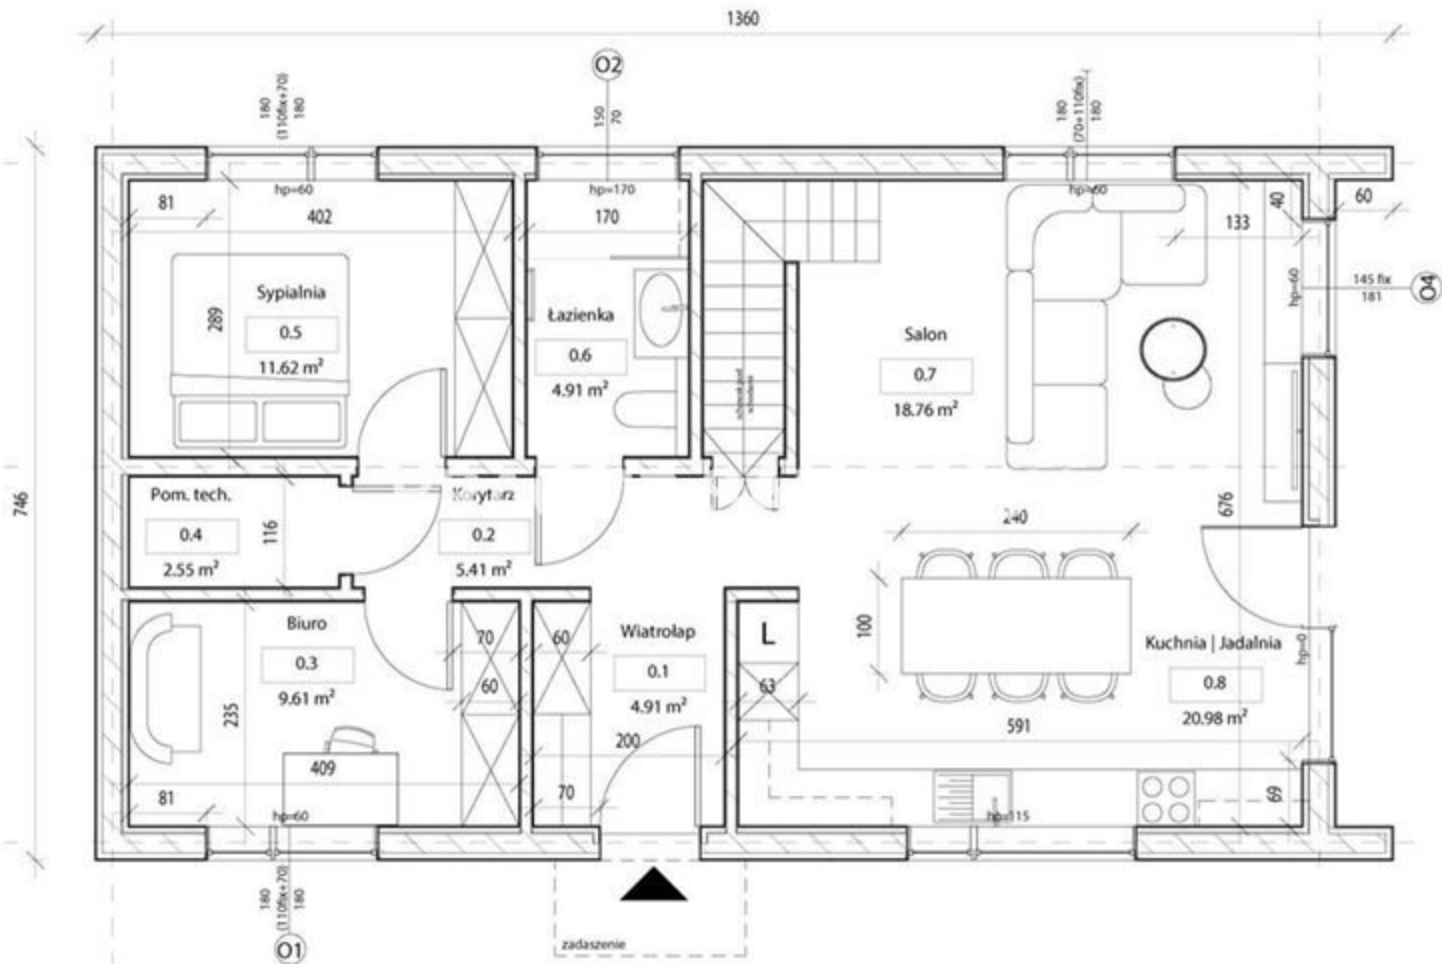 1360
O2
180
(110fix+70)
180
150
70
180
(70+110fix)
180
hp=60
hp=170
hp=60
81
402
170
133
40
60
145 fix
181
O4
hp=60
289
Sypialnia
0.5
11.62 m²
Łazienka
0.6
4.91 m²
Salon
0.7
18.76 m²
746
Pom. tech.
0.4
2.55 m²
116
Korytarz
0.2
5.41 m²
240
676
100
Biuro
0.3
9.61 m²
70
60
60
Wiatrołap
0.1
4.91 m²
L
63
Kuchnia | Jadalnia
0.8
20.98 m²
hp=0
235
409
200
591
81
70
69
hp=60
hp=115
180
(110fix+70)
180
O1
zadaszenie